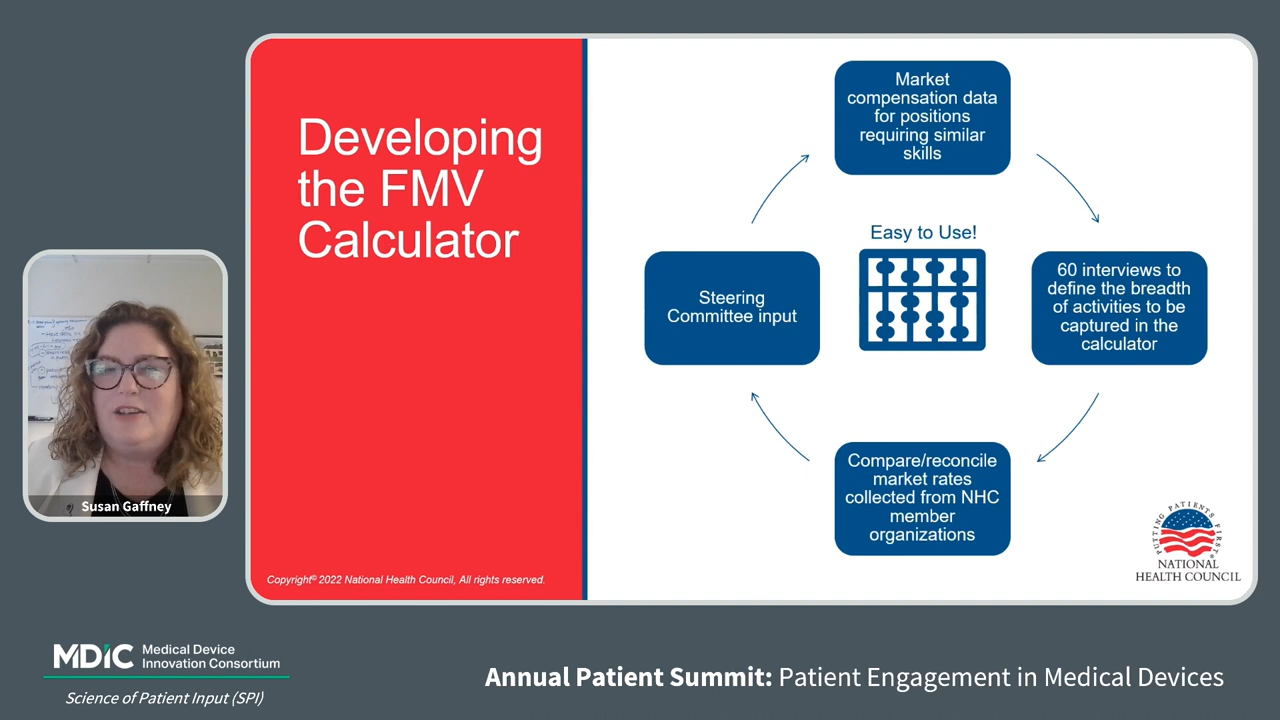 Developing
the FMV
Calculator
Market
compensation data
for positions
requiring similar
skills
Easy to Use!
Steering
Committee input
60 interviews to
define the breadth
of activities to be
captured in the
calculator
Compare/reconcile
market rates
collected from NHC
member
organizations
Copyright© 2022 National Health Council, All rights reserved.
PUTTING PATIENTS FIRST®
NATIONAL
HEALTH COUNCIL
Susan Gaffney
MDIC Medical Device
Innovation Consortium
Science of Patient Input (SPI)
Annual Patient Summit: Patient Engagement in Medical Devices